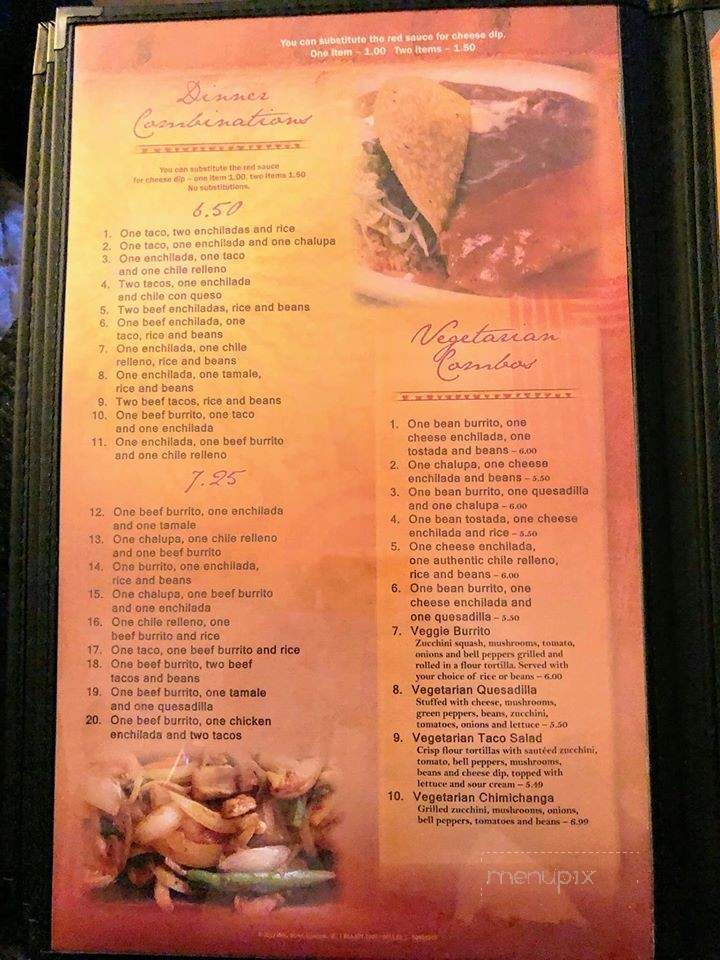 You can substitute the red sauce for cheese dip.
One Item – 1.00 Two Items – 1.50
Dinner
Combinations
You can substitute the red sauce
for cheese dip – one item 1.00, two items 1.50
No substitutions.
6.50
1. One taco, two enchiladas and rice
2. One taco, one enchilada and one chalupa
3. One enchilada, one taco
and one chile relleno
4. Two tacos, one enchilada
and chile con queso
5. Two beef enchiladas, rice and beans
6. One beef enchilada, one
taco, rice and beans
7. One enchilada, one chile
relleno, rice and beans
8. One enchilada, one tamale,
rice and beans
9. Two beef tacos, rice and beans
10. One beef burrito, one taco
and one enchilada
11. One enchilada, one beef burrito
and one chile relleno
7.25
12. One beef burrito, one enchilada
and one tamale
13. One chalupa, one chile relleno
and one beef burrito
14. One burrito, one enchilada,
rice and beans
15. One chalupa, one beef burrito
and one enchilada
16. One chile relleno, one
beef burrito and rice
17. One taco, one beef burrito and rice
18. One beef burrito, two beef
tacos and beans
19. One beef burrito, one tamale
and one quesadilla
20. One beef burrito, one chicken
enchilada and two tacos
Vegetarian
Combos
1. One bean burrito, one
cheese enchilada, one
tostada and beans – 6.00
2. One chalupa, one cheese
enchilada and beans – 5.50
3. One bean burrito, one quesadilla
and one chalupa – 6.00
4. One bean tostada, one cheese
enchilada and rice – 5.50
5. One cheese enchilada,
one authentic chile relleno,
rice and beans – 6.00
6. One bean burrito, one
cheese enchilada and
one quesadilla – 5.50
7. Veggie Burrito
Zucchini squash, mushrooms, tomato,
onions and bell peppers grilled and
rolled in a flour tortilla. Served with
your choice of rice or beans – 6.00
8. Vegetarian Quesadilla
Stuffed with cheese, mushrooms,
green peppers, beans, zucchini,
tomatoes, onions and lettuce – 5.50
9. Vegetarian Taco Salad
Crisp flour tortillas with sautéed zucchini,
tomato, bell peppers, mushrooms,
beans and cheese dip, topped with
lettuce and sour cream – 5.49
10. Vegetarian Chimichanga
Grilled zucchini, mushrooms, onions,
bell peppers, tomatoes and beans – 6.99
menupix